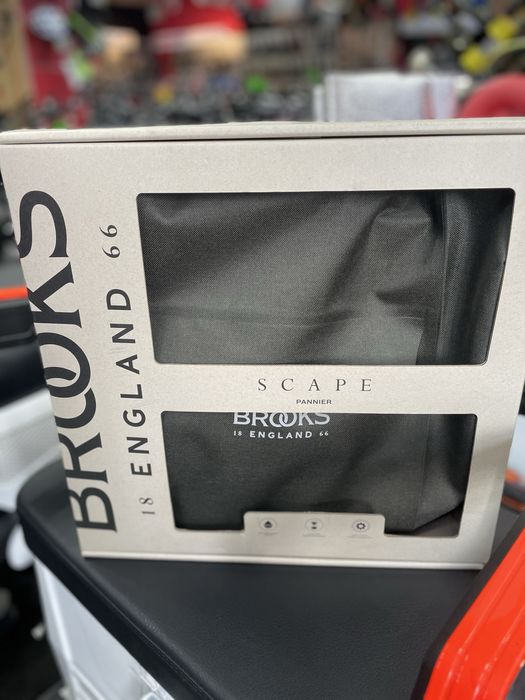 BROOKS
18 ENGLAND 66
SCAPE
PANNIER
BROOKS
18 ENGLAND 66